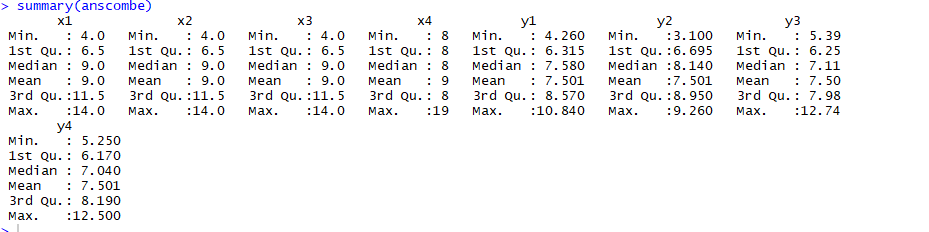 > summary(anscombe)
       x1             x2             x3             x4           y1               y2              y3
 Min.   : 4.0   Min.   : 4.0   Min.   : 4.0   Min.   : 8   Min.   : 4.260   Min.   :3.100   Min.   : 5.39
 1st Qu.: 6.5   1st Qu.: 6.5   1st Qu.: 6.5   1st Qu.: 8   1st Qu.: 6.315   1st Qu.:6.695   1st Qu.: 6.25
 Median : 9.0   Median : 9.0   Median : 9.0   Median : 8   Median : 7.580   Median :8.140   Median : 7.11
 Mean   : 9.0   Mean   : 9.0   Mean   : 9.0   Mean   : 9   Mean   : 7.501   Mean   :7.501   Mean   : 7.50
 3rd Qu.:11.5   3rd Qu.:11.5   3rd Qu.:11.5   3rd Qu.: 8   3rd Qu.: 8.570   3rd Qu.:8.950   3rd Qu.: 7.98
 Max.   :14.0   Max.   :14.0   Max.   :14.0   Max.   :19   Max.   :10.840   Max.   :9.260   Max.   :12.74
       y4
 Min.   : 5.250
 1st Qu.: 6.170
 Median : 7.040
 Mean   : 7.501
 3rd Qu.: 8.190
 Max.   :12.500
>